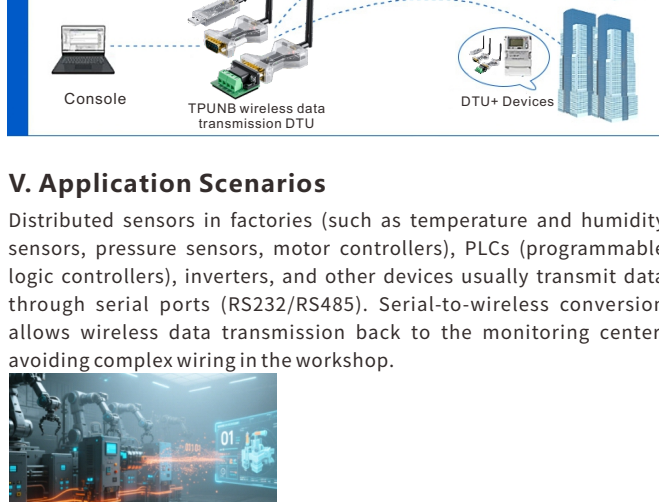 Console
TPUNB wireless data
transmission DTU
DTU+ Devices
V. Application Scenarios
Distributed sensors in factories (such as temperature and humidity
sensors, pressure sensors, motor controllers), PLCs (programmable
logic controllers), inverters, and other devices usually transmit data
through serial ports (RS232/RS485). Serial-to-wireless conversion
allows wireless data transmission back to the monitoring center
avoiding complex wiring in the workshop.
01